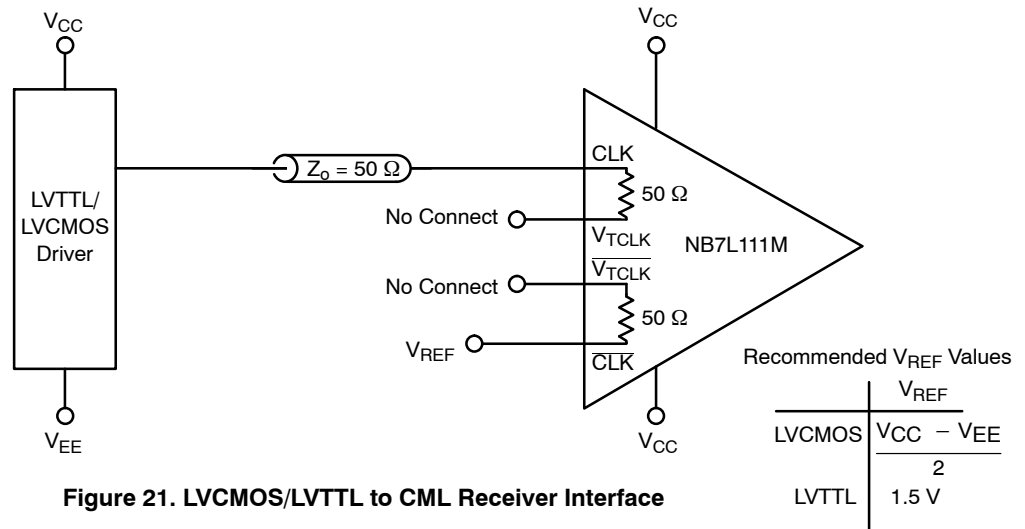 VCC
VCC
LVTTL/
LVCMOS
Driver
Zo = 50 Ω
CLK
50 Ω
No Connect
VTCLK
NB7L111M
VTCLK
No Connect
50 Ω
VREF
CLK
VEE
VCC
Recommended VREF Values
VREF
LVCMOS VCC − VEE
2
LVTTL 1.5 V
Figure 21. LVCMOS/LVTTL to CML Receiver Interface